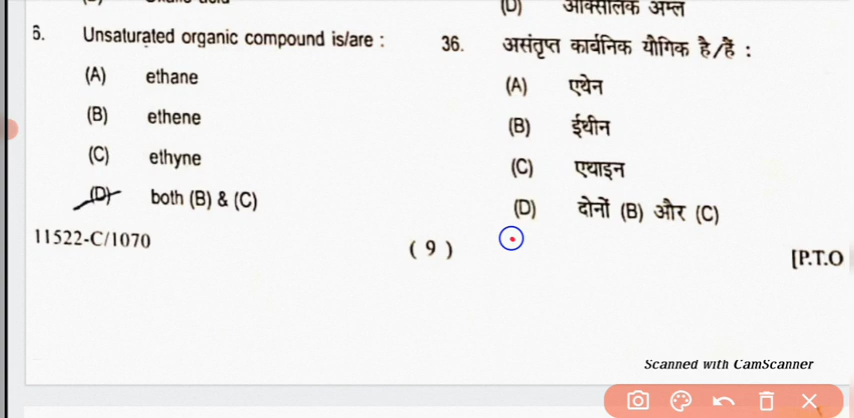 (D) ऑक्सालिक अम्ल
6. Unsaturated organic compound is/are :
(A) ethane
(B) ethene
(C) ethyne
(D) both (B) & (C)
11522-C/1070
36. असंतृप्त कार्बनिक यौगिक है/हैं :
(A) एथेन
(B) ईथीन
(C) एथाइन
(D) दोनों (B) और (C)
( 9 )
[P.T.O
Scanned with CamScanner